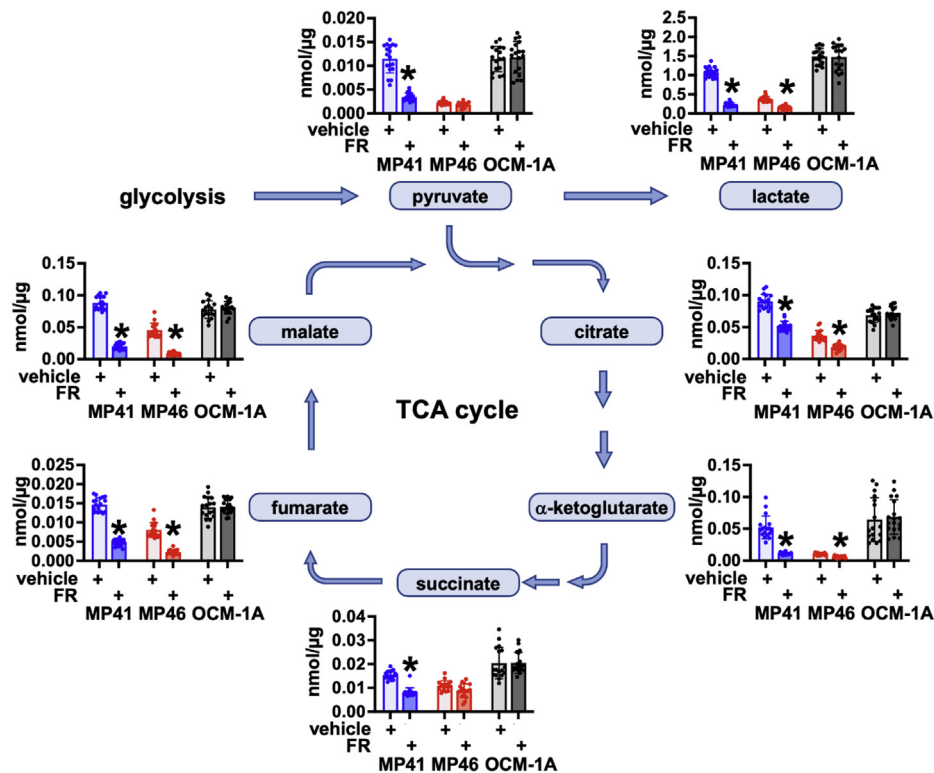 0.020
0.015
0.010
0.005
0.000
nmol/µg
*
vehicle + + +
FR + + +
MP41 MP46 OCM-1A
2.5
2.0
1.5
1.0
0.5
0.0
nmol/µg
* *
vehicle + + +
FR + + +
MP41 MP46 OCM-1A
glycolysis
pyruvate
lactate
0.15
0.10
0.05
0.00
nmol/µg
* *
vehicle + + +
FR + + +
MP41 MP46 OCM-1A
malate
citrate
0.15
0.10
0.05
0.00
nmol/µg
* *
vehicle + + +
FR + + +
MP41 MP46 OCM-1A
TCA cycle
0.025
0.020
0.015
0.010
0.005
0.000
nmol/µg
* *
vehicle + + +
FR + + +
MP41 MP46 OCM-1A
fumarate
α-ketoglutarate
0.15
0.10
0.05
0.00
nmol/µg
* *
vehicle + + +
FR + + +
MP41 MP46 OCM-1A
succinate
0.04
0.03
0.02
0.01
0.00
nmol/µg
*
vehicle + + +
FR + + +
MP41 MP46 OCM-1A